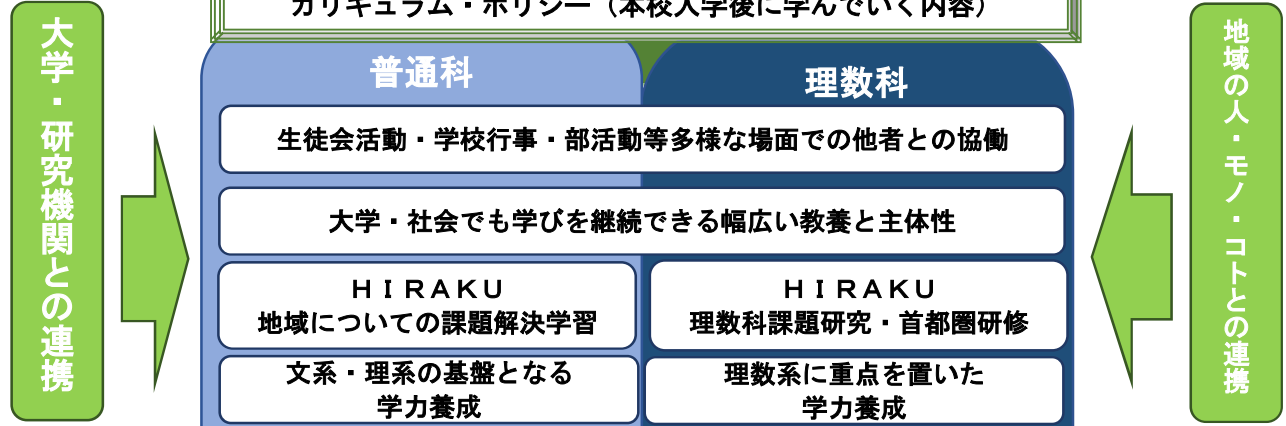 カリキュラム・ポリシー（本校入学後に学んでいく内容）
大学・研究機関との連携
普通科
理数科
地域の人・モノ・コトとの連携
生徒会活動・学校行事・部活動等多様な場面での他者との協働
大学・社会でも学びを継続できる幅広い教養と主体性
ＨＩＲＡＫＵ
地域についての課題解決学習
ＨＩＲＡＫＵ
理数科課題研究・首都圏研修
文系・理系の基盤となる
学力養成
理数系に重点を置いた
学力養成